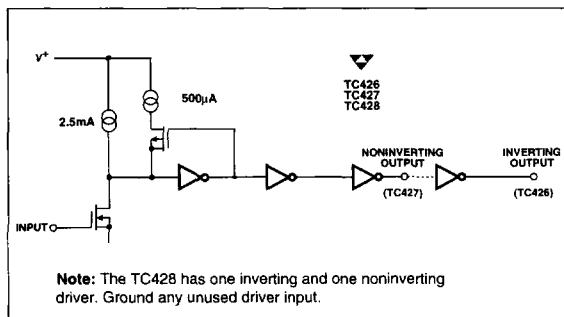 V+
500µA
2.5mA
TC426
TC427
TC428
NONINVERTING
OUTPUT
(TC427)
INVERTING
OUTPUT
(TC426)
INPUT
Note: The TC428 has one inverting and one noninverting
driver. Ground any unused driver input.